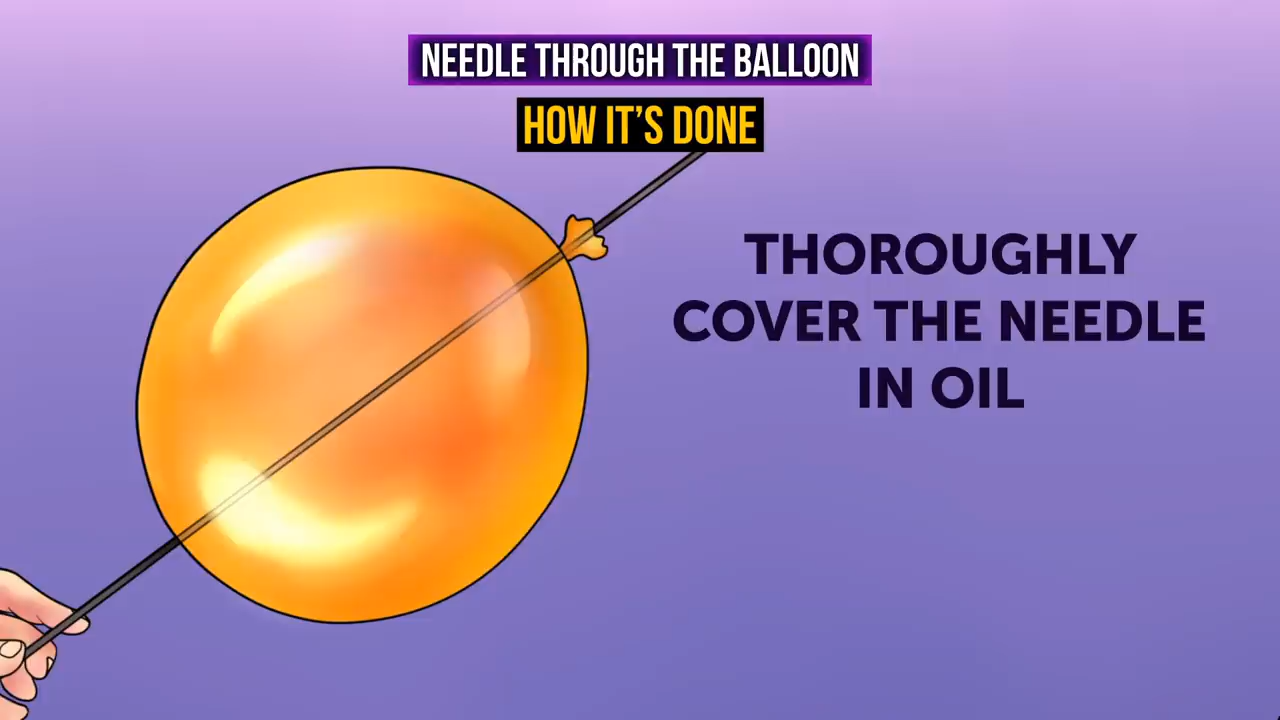 NEEDLE THROUGH THE BALLOON
HOW IT'S DONE
THOROUGHLY
COVER THE NEEDLE
IN OIL